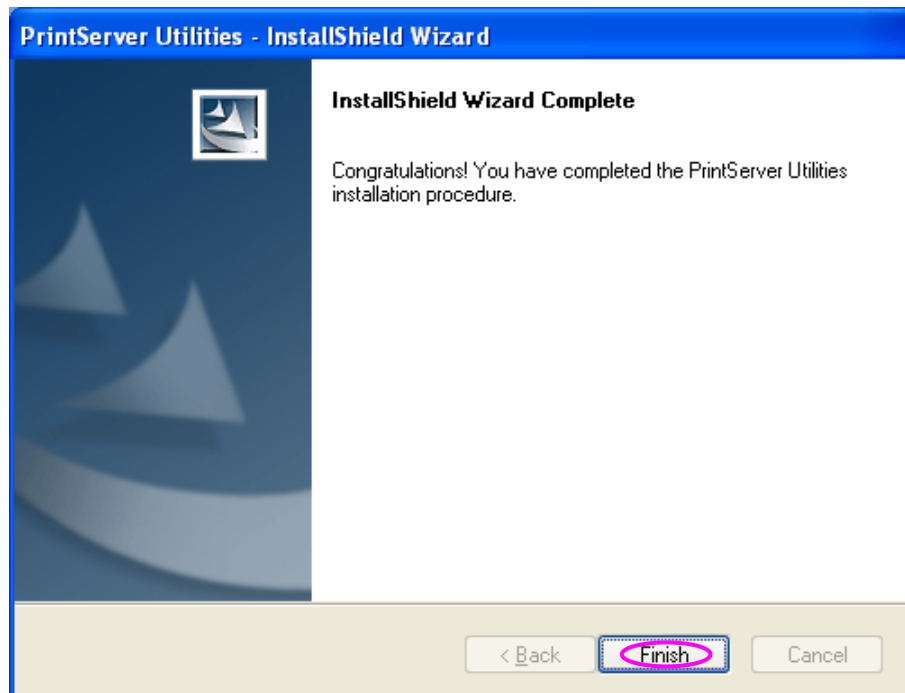 PrintServer Utilities - InstallShield Wizard
InstallShield Wizard Complete
Congratulations! You have completed the PrintServer Utilities
installation procedure.
< Back
Finish
Cancel